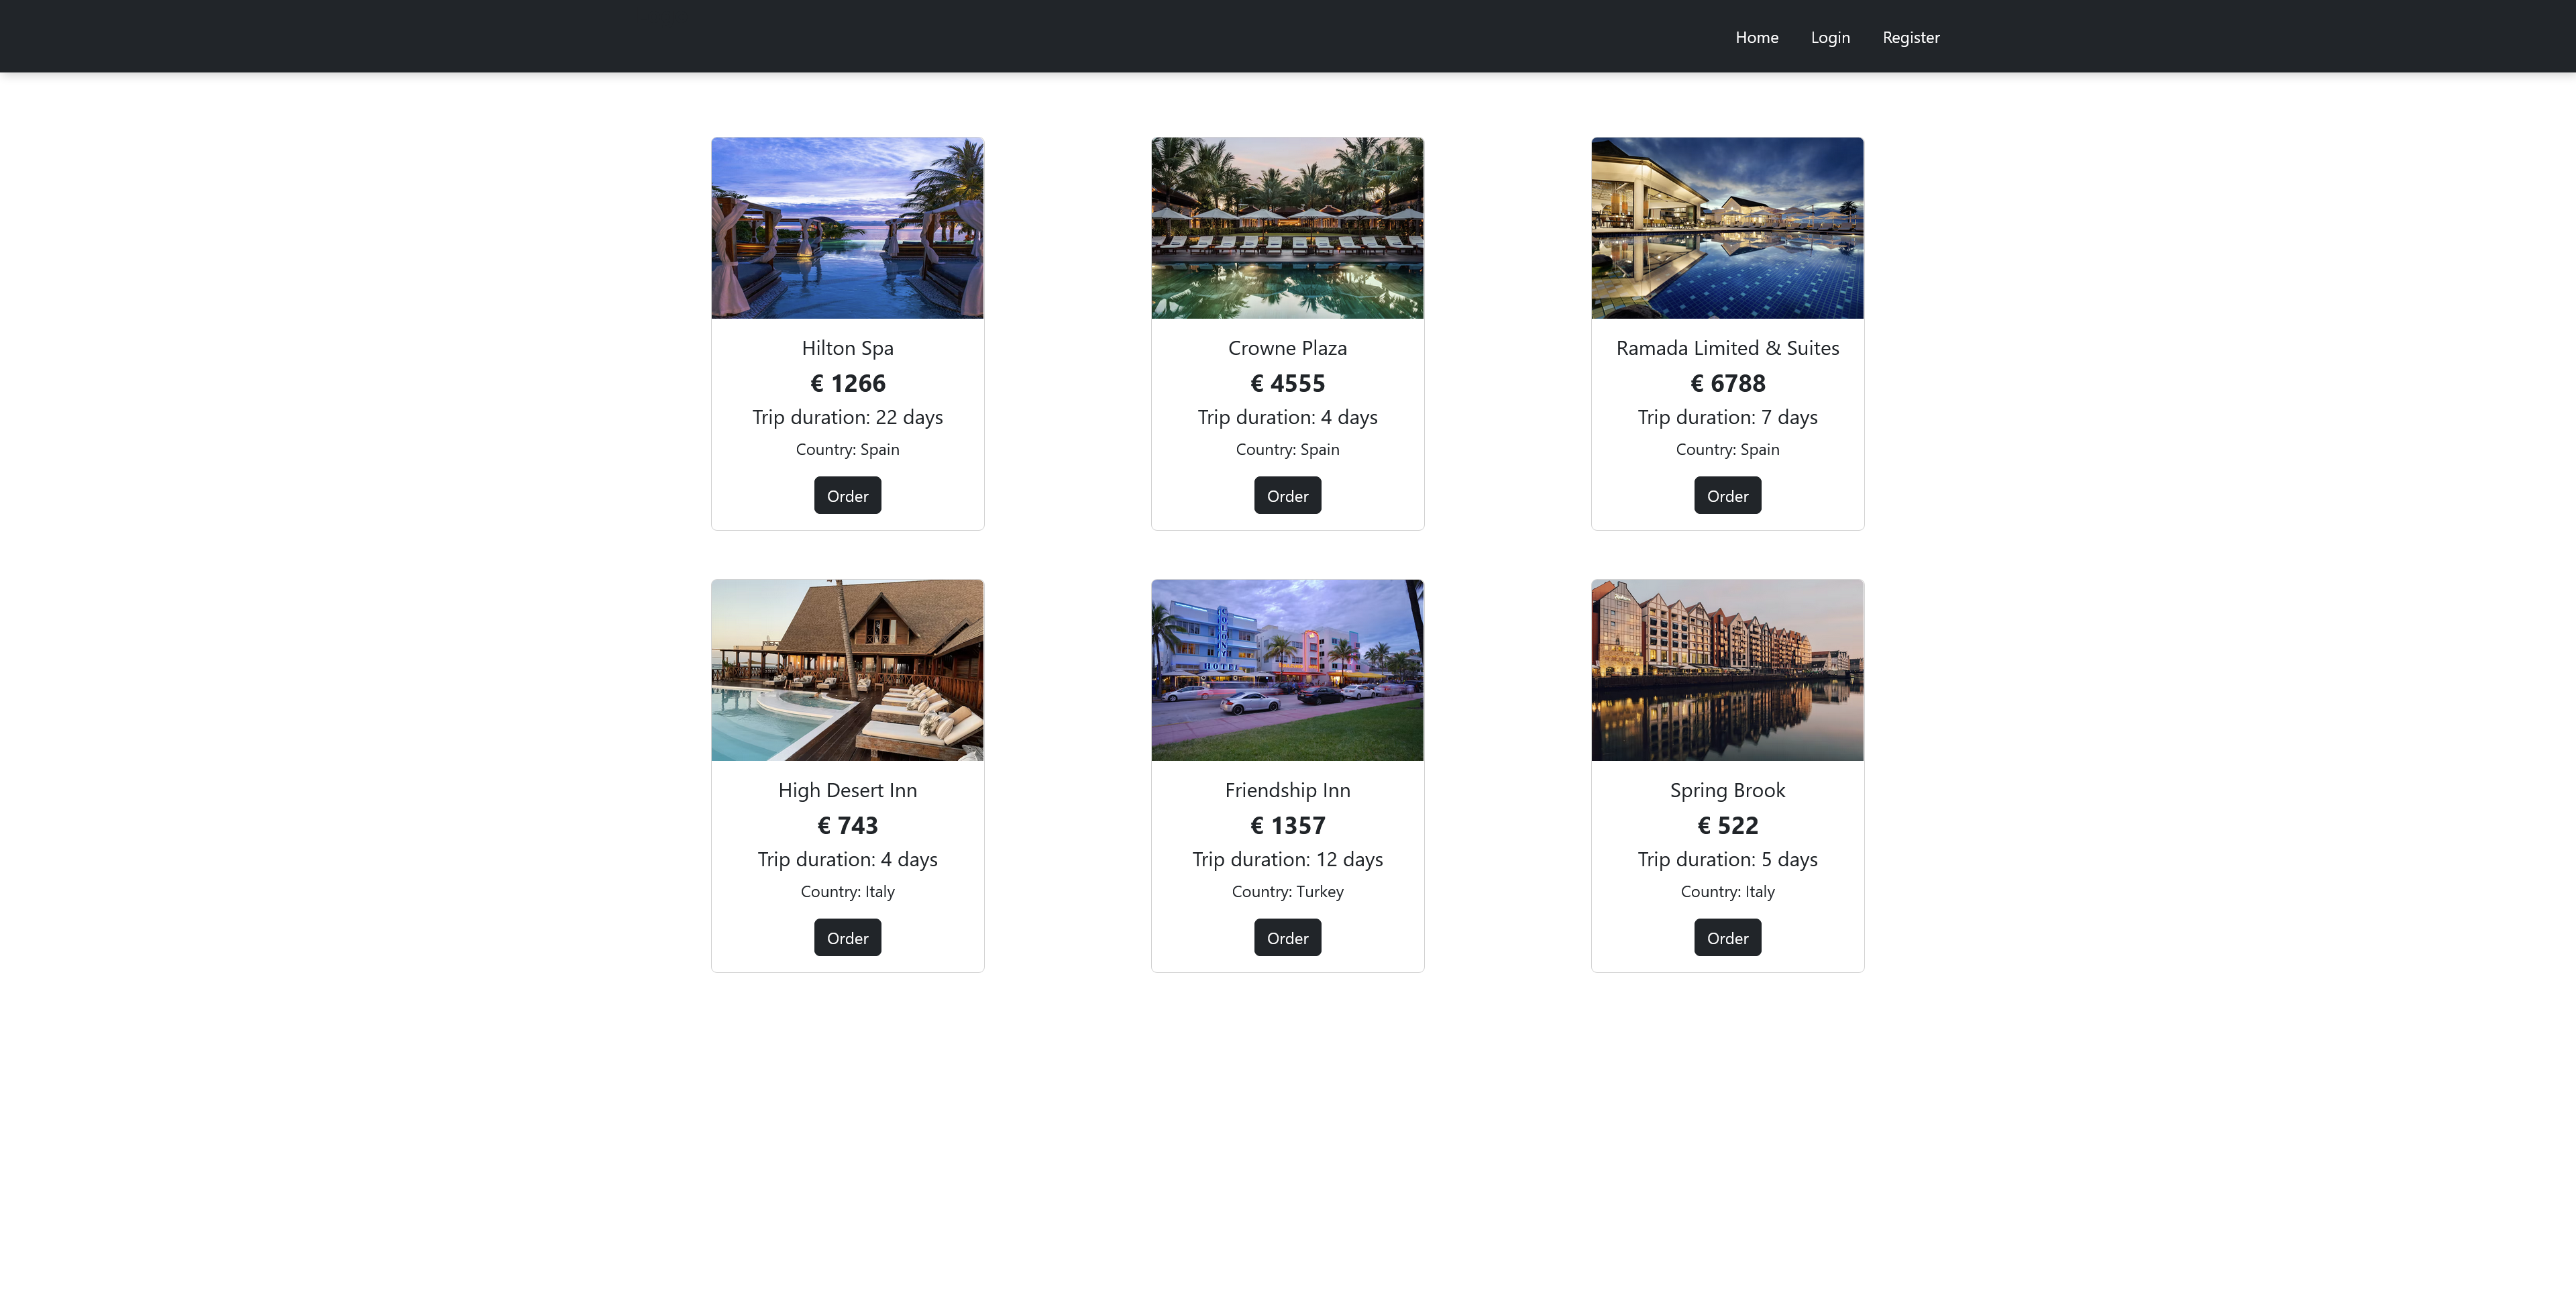 Home Login Register
Hilton Spa
€ 1266
Trip duration: 22 days
Country: Spain
Order
Crowne Plaza
€ 4555
Trip duration: 4 days
Country: Spain
Order
Ramada Limited & Suites
€ 6788
Trip duration: 7 days
Country: Spain
Order
COLONY
HOTEL
High Desert Inn
€ 743
Trip duration: 4 days
Country: Italy
Order
Friendship Inn
€ 1357
Trip duration: 12 days
Country: Turkey
Order
Spring Brook
€ 522
Trip duration: 5 days
Country: Italy
Order